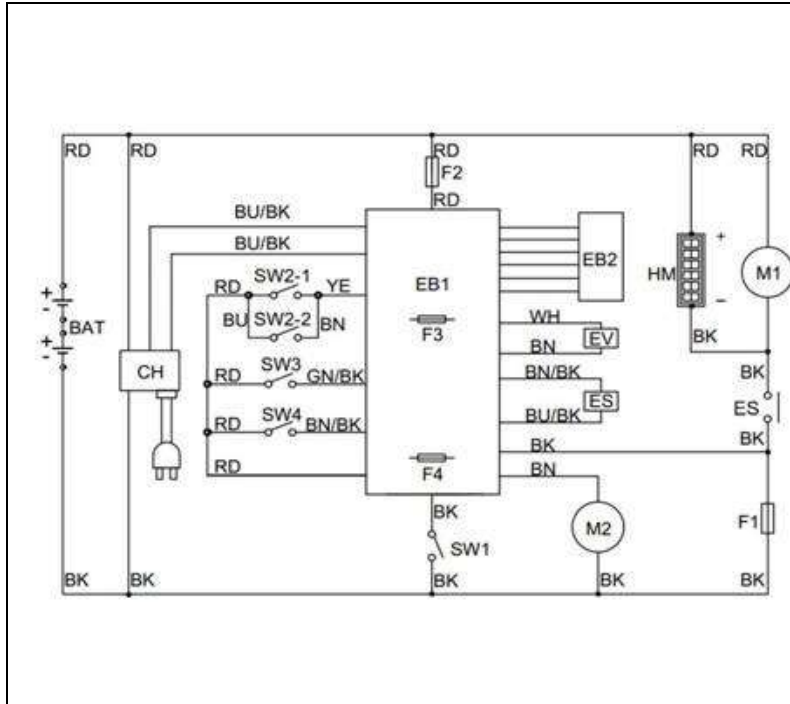 RD RD RD RD RD
F2
RD
BU/BK
BU/BK
EB2
+
HM M1
−
SW2-1
RD YE
EB1
BU SW2-2 BN
F3
WH
EV
BN
+
-
BAT
+
-
BK
CH
SW3
RD GN/BK
BN/BK
BK
ES
ES
SW4
RD BN/BK
BU/BK
BK
RD
F4
BK
BN
BK
SW1
M2
F1
BK BK BK BK BK